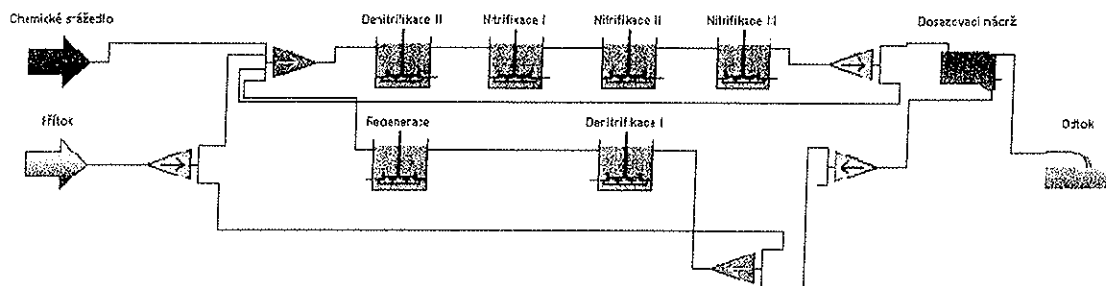 Chemické srážedlo
Denitrifikace II
Nitrifikace I
Nitrifikace II
Nitrifikace III
Dosazovací nádrž
Přítok
Regenerace
Denitrifikace I
Odtok